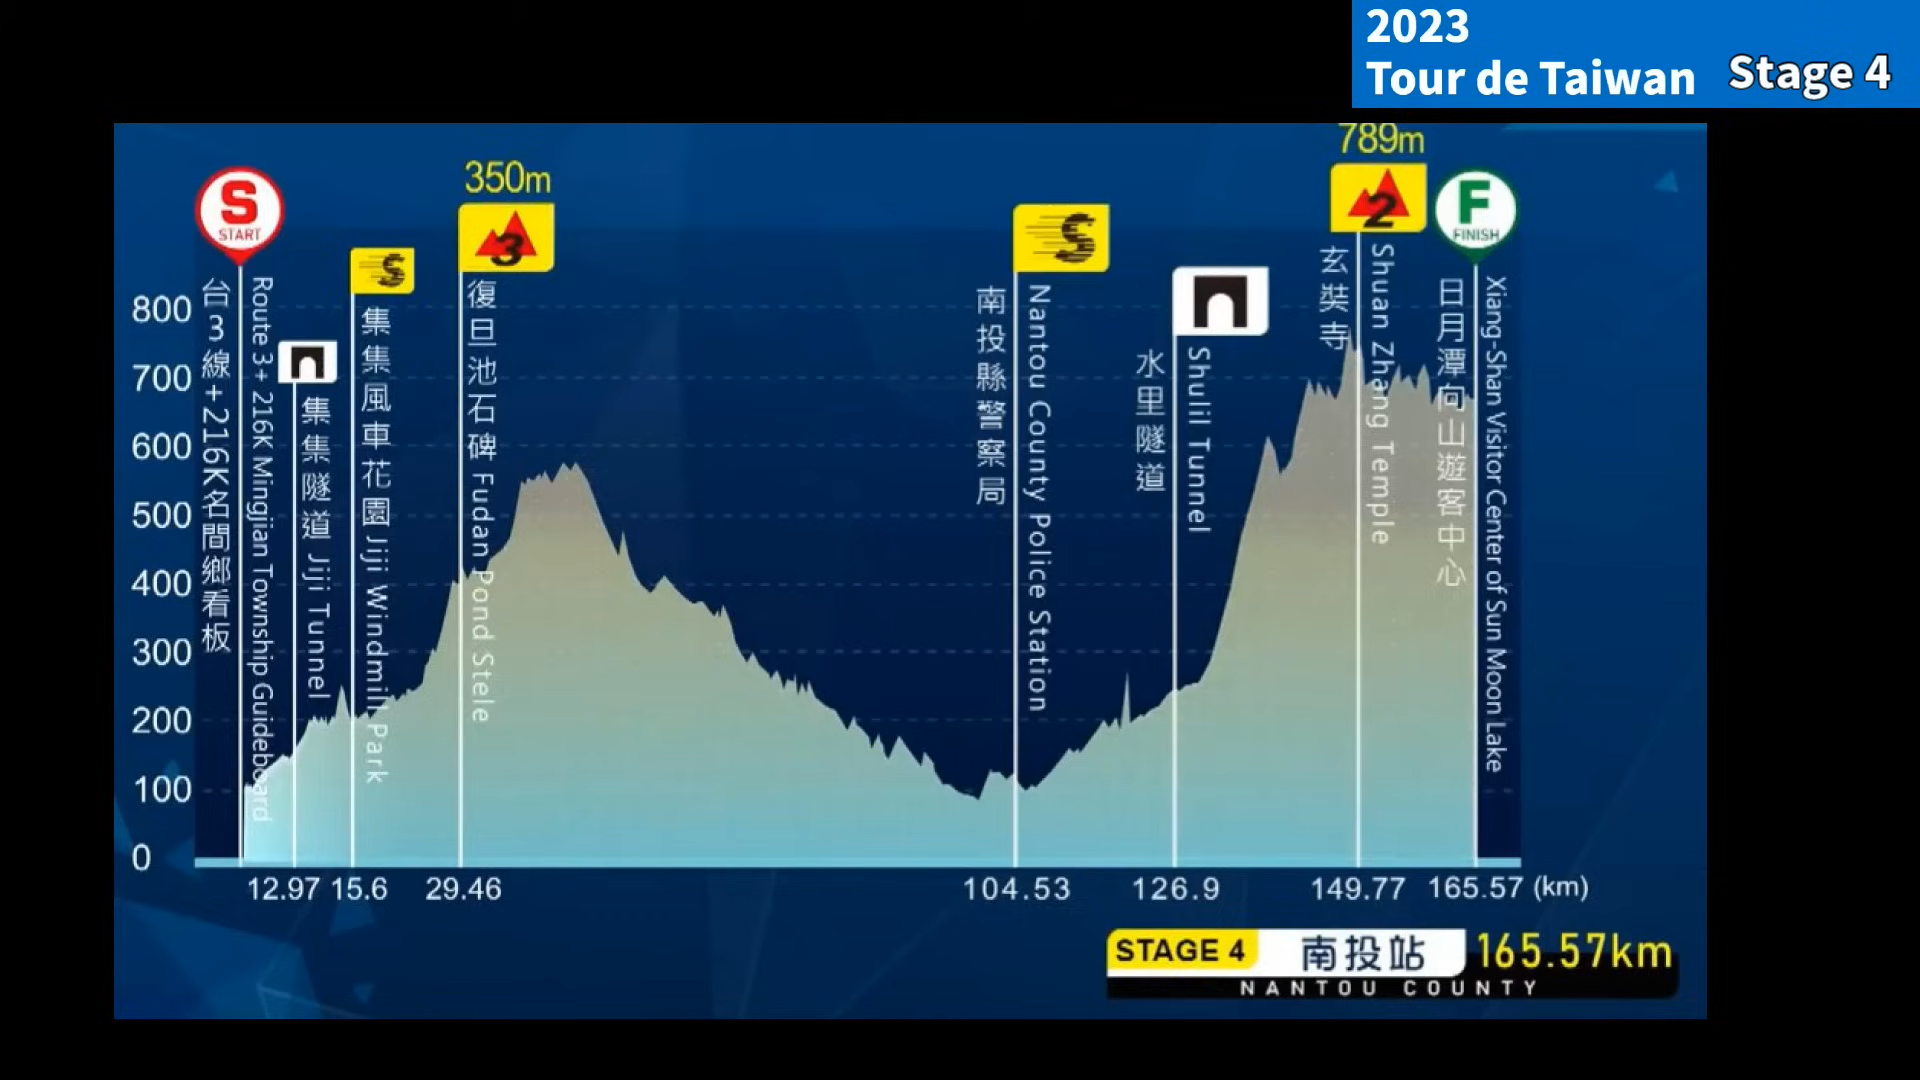 2023
Tour de Taiwan
Stage 4
789m
350m
S
START
3
2
F
FINISH
S
S
800
700
600
500
400
300
200
100
0
台3線+216K名間鄉看板
Route 3+ 216K Mingjian Township Guideboard
集集隧道 Jiji Tunnel
集集風車花園 Jiji Windmill Park
復旦池石碑 Fudan Pond Stele
南投縣警察局
Nantou County Police Station
水里隧道
Shulil Tunnel
玄奘寺
Shuan Zhang Temple
日月潭向山遊客中心
Xiang-Shan Visitor Center of Sun Moon Lake
12.97 15.6 29.46 104.53 126.9 149.77 165.57 (km)
STAGE 4 南投站 165.57km
NANTOU COUNTY